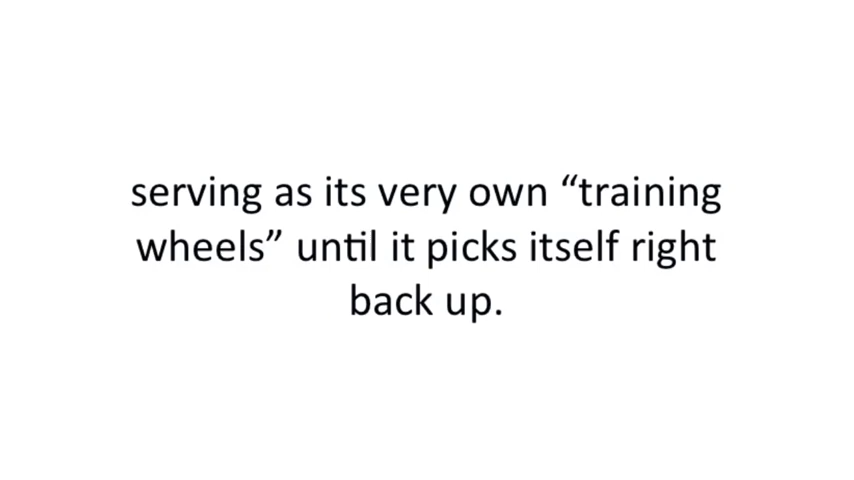 serving as its very own “training
wheels” until it picks itself right
back up.